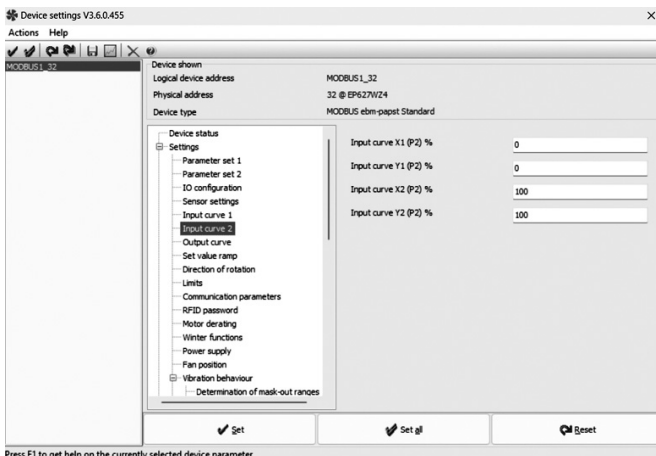 Device settings V3.6.0.455
Actions Help
MODBUS1_32
Device shown
Logical device address MODBUS1_32
Physical address 32 @ EP627WZ4
Device type MODBUS ebm-papst Standard
Device status
Settings
Parameter set 1
Parameter set 2
IO configuration
Sensor settings
Input curve 1
Input curve 2
Output curve
Set value ramp
Direction of rotation
Limits
Communication parameters
RFID password
Motor derating
Winter functions
Power supply
Fan position
Vibration behaviour
Determination of mask-out ranges
Input curve X1 (P2) % 0
Input curve Y1 (P2) % 0
Input curve X2 (P2) % 100
Input curve Y2 (P2) % 100
Set Set all Reset
Press F1 to get help on the currently selected device parameter